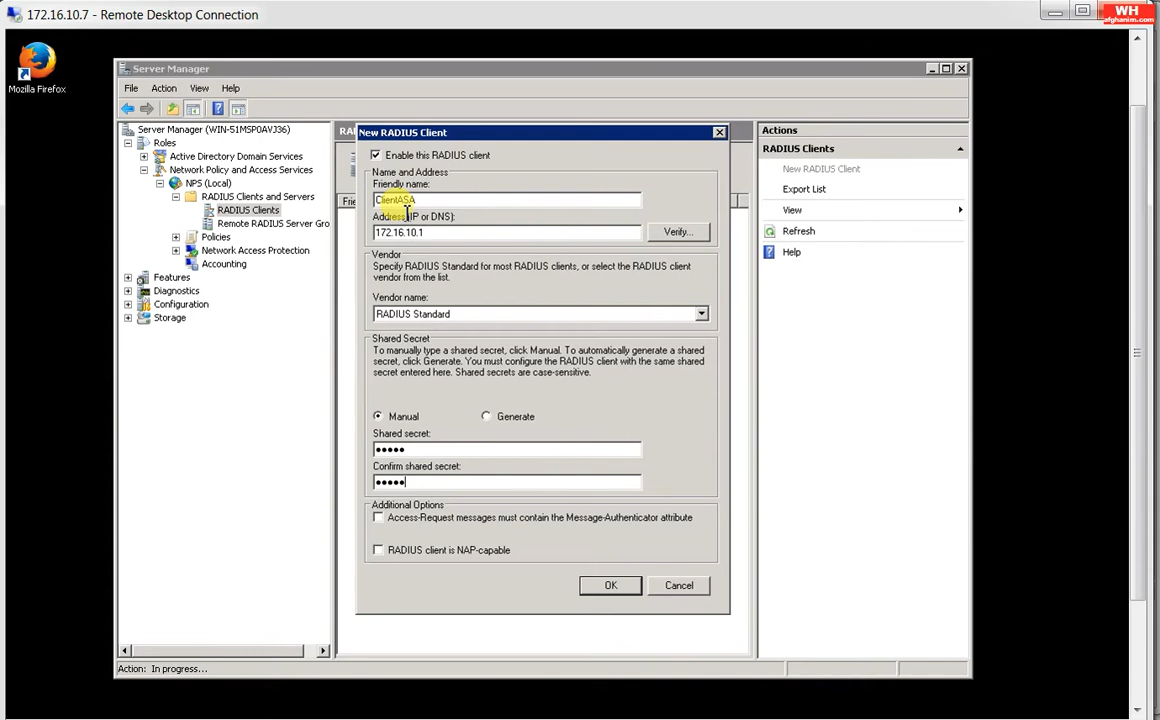 172.16.10.7 - Remote Desktop Connection
WH
afghanim.com
Mozilla Firefox
Server Manager
File Action View Help
Server Manager (WIN-51MSP0AVJ36)
Roles
Active Directory Domain Services
Network Policy and Access Services
NPS (Local)
RADIUS Clients and Servers
RADIUS Clients
Remote RADIUS Server Gro
Policies
Network Access Protection
Accounting
Features
Diagnostics
Configuration
Storage
RA
Frie
New RADIUS Client
Enable this RADIUS client
Name and Address
Friendly name:
ClientASA
Address (IP or DNS):
172.16.10.1
Verify...
Vendor
Specify RADIUS Standard for most RADIUS clients, or select the RADIUS client
vendor from the list.
Vendor name:
RADIUS Standard
Shared Secret
To manually type a shared secret, click Manual. To automatically generate a shared
secret, click Generate. You must configure the RADIUS client with the same shared
secret entered here. Shared secrets are case-sensitive.
Manual Generate
Shared secret:
•••••
Confirm shared secret:
•••••
Additional Options
Access-Request messages must contain the Message-Authenticator attribute
RADIUS client is NAP-capable
OK Cancel
Actions
RADIUS Clients
New RADIUS Client
Export List
View
Refresh
Help
Action: In progress...